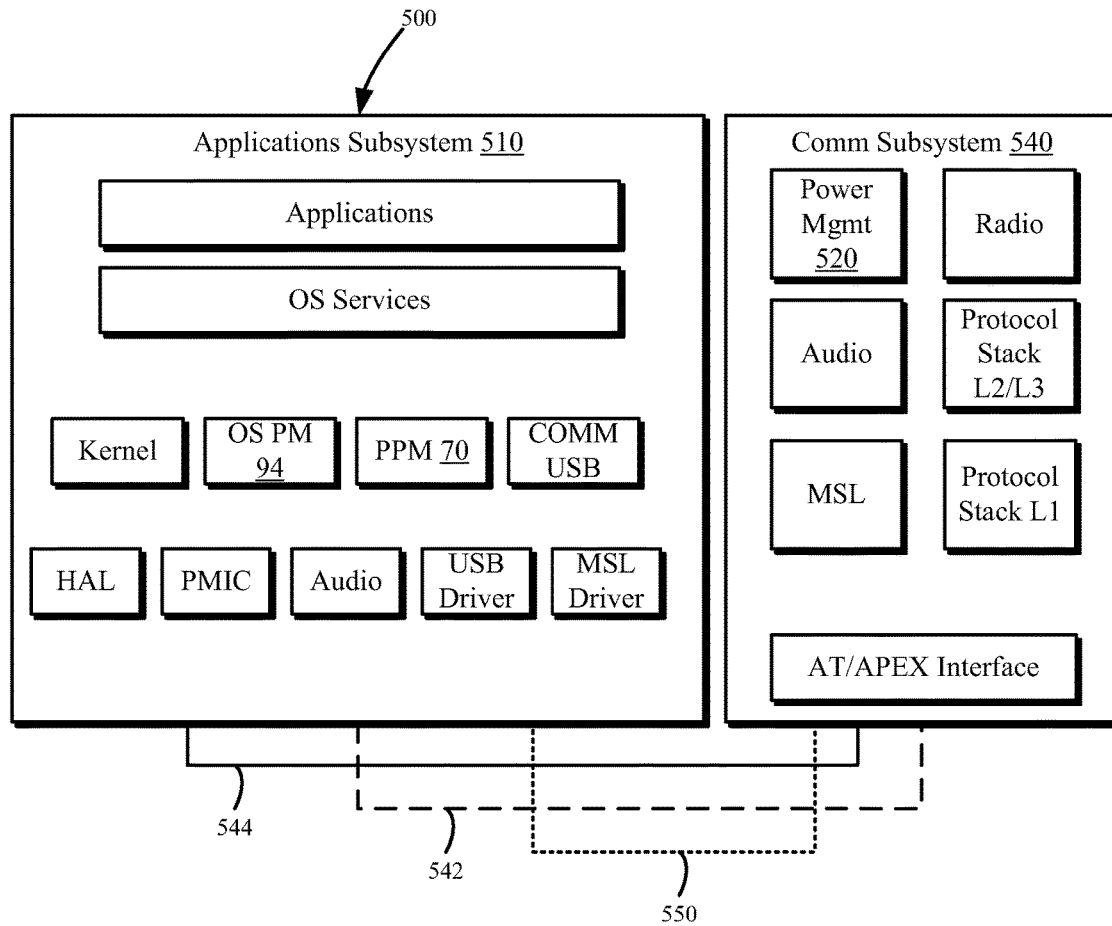 500
Applications Subsystem 510
Applications
OS Services
Kernel
OS PM
94
PPM 70
COMM
USB
HAL
PMIC
Audio
USB
Driver
MSL
Driver
Comm Subsystem 540
Power
Mgmt
520
Radio
Audio
Protocol
Stack
L2/L3
MSL
Protocol
Stack L1
AT/APEX Interface
544
542
550